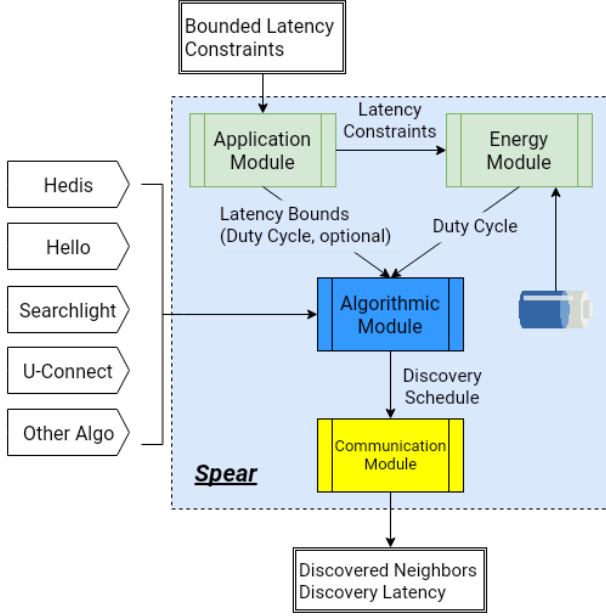 Bounded Latency
Constraints
Application
Module
Latency
Constraints
Energy
Module
Hedis
Hello
Searchlight
U-Connect
Other Algo
Latency Bounds
(Duty Cycle, optional)
Duty Cycle
Algorithmic
Module
Discovery
Schedule
Communication
Module
Spear
Discovered Neighbors
Discovery Latency